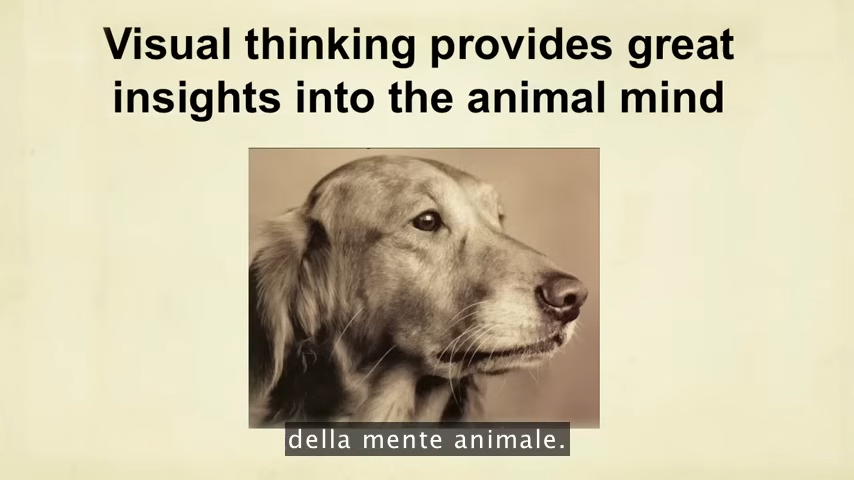 Visual thinking provides great
insights into the animal mind
della mente animale.